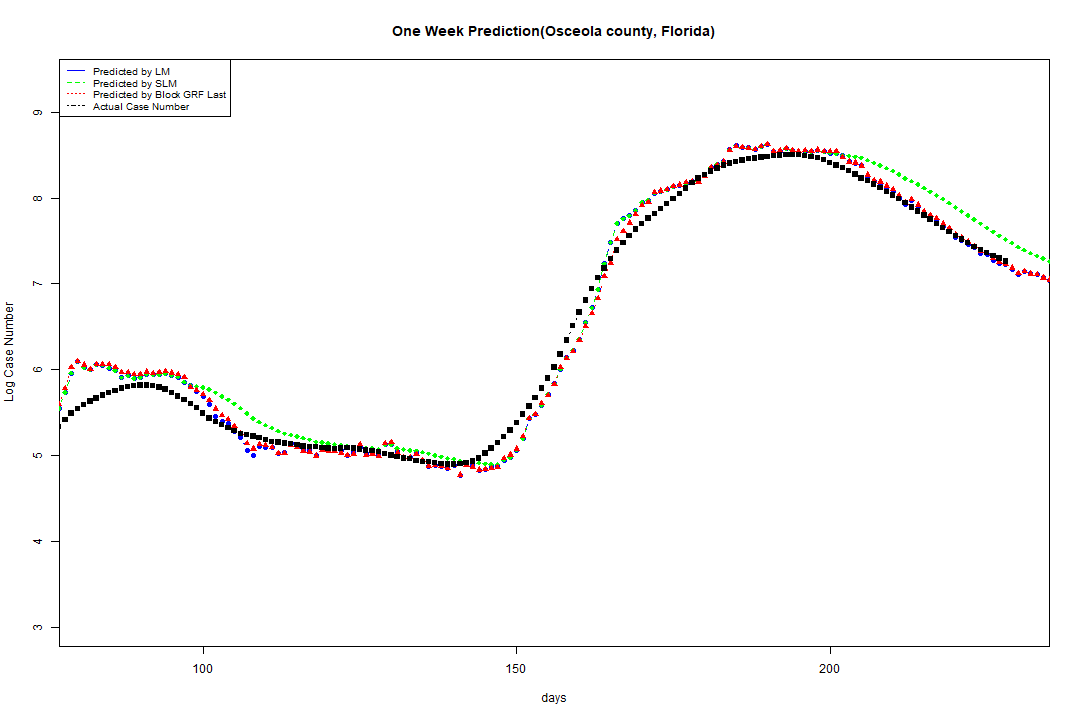 One Week Prediction(Osceola county, Florida)
Predicted by LM
Predicted by SLM
Predicted by Block GRF Last
Actual Case Number
9
8
7
6
5
4
3
Log Case Number
100 150 200
days